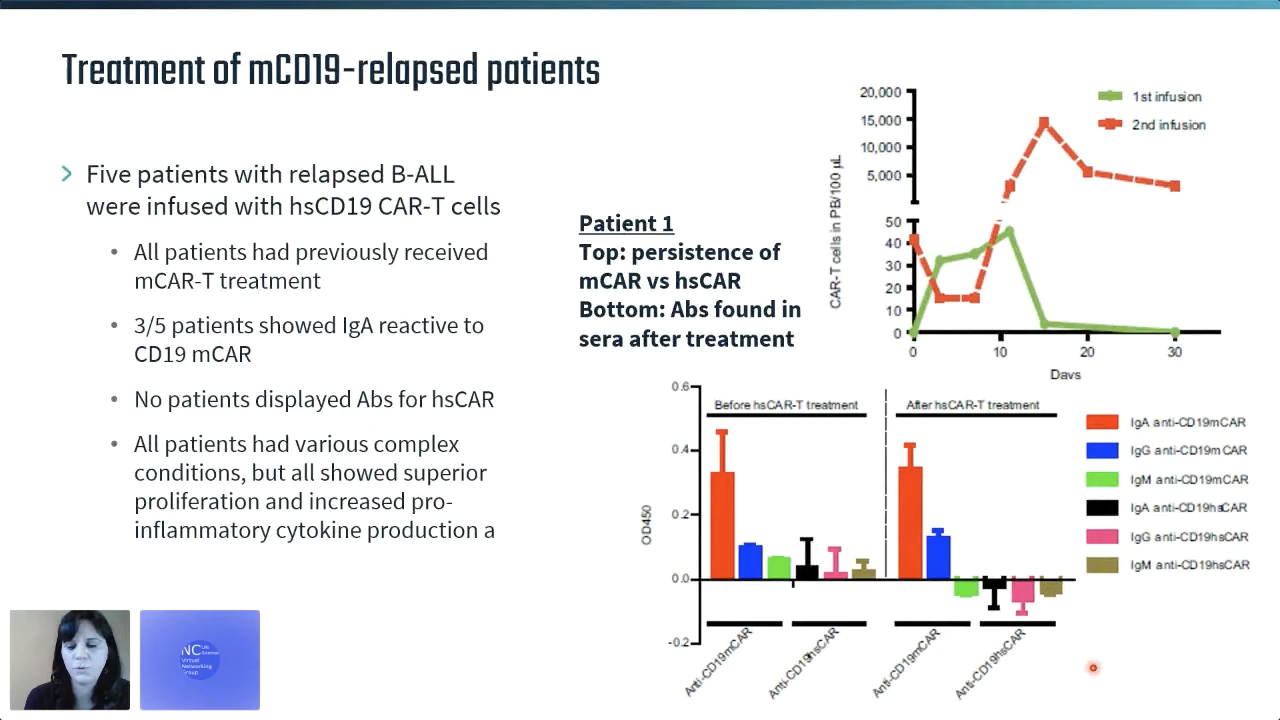 Treatment of mCD19-relapsed patients
Five patients with relapsed B-ALL
were infused with hsCD19 CAR-T cells
All patients had previously received
mCAR-T treatment
3/5 patients showed IgA reactive to
CD19 mCAR
No patients displayed Abs for hsCAR
All patients had various complex
conditions, but all showed superior
proliferation and increased pro-
inflammatory cytokine production a
Patient 1
Top: persistence of
mCAR vs hsCAR
Bottom: Abs found in
sera after treatment
CAR-T cells in PB/100 µL
20,000
15,000
10,000
5,000
50
40
30
20
10
0
0 10 20 30
Days
1st infusion
2nd infusion
OD450
0.6
0.4
0.2
0.0
-0.2
Before hsCAR-T treatment
After hsCAR-T treatment
Anti-CD19mCAR
Anti-CD19hsCAR
Anti-CD19mCAR
Anti-CD19hsCAR
IgA anti-CD19mCAR
IgG anti-CD19mCAR
IgM anti-CD19mCAR
IgA anti-CD19hsCAR
IgG anti-CD19hsCAR
IgM anti-CD19hsCAR
NC
Virtual
Networking
Group